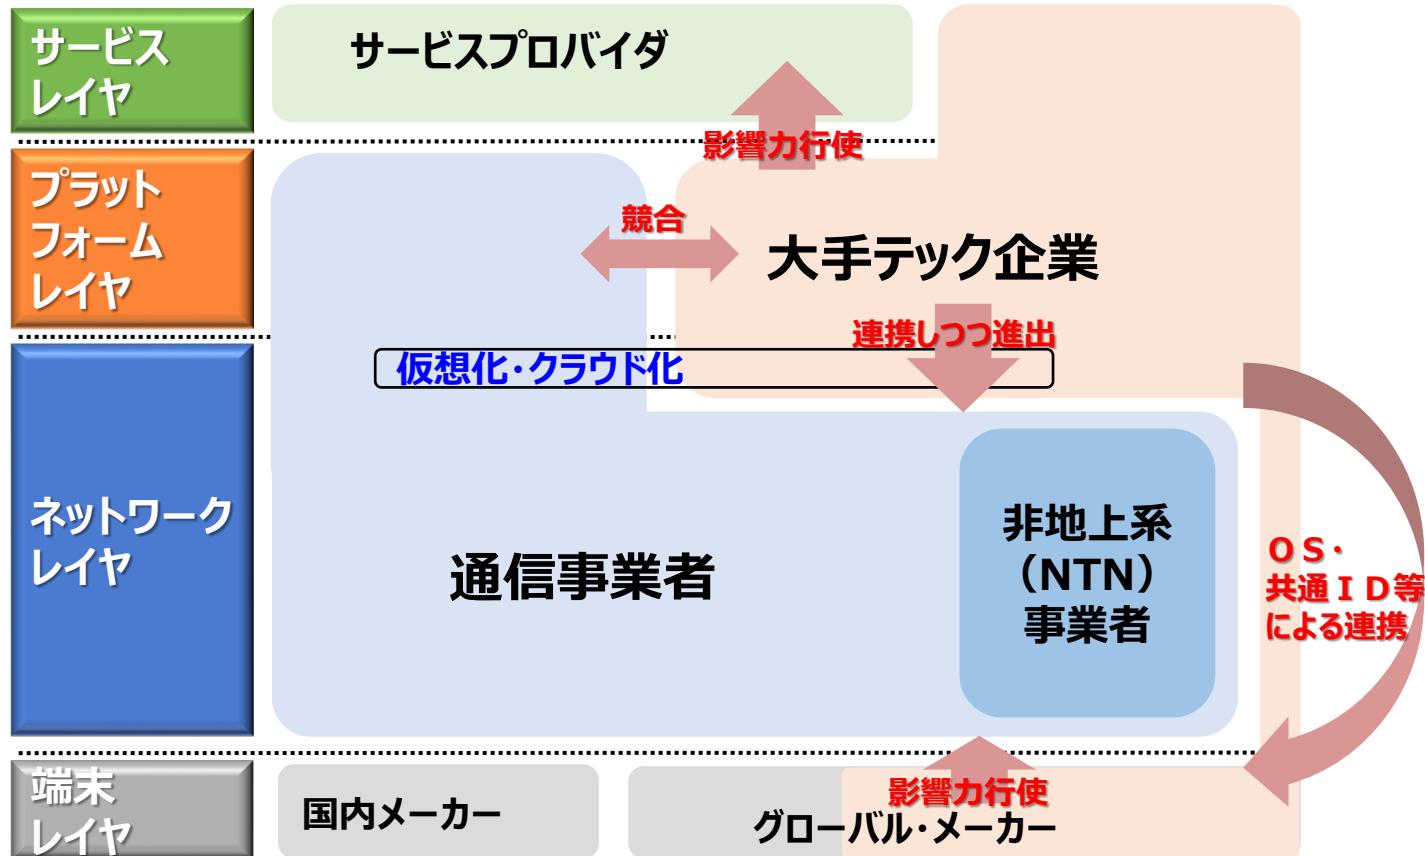 サービス
レイヤ
サービスプロバイダ
影響力行使
プラット
フォーム
レイヤ
競合
大手テック企業
連携しつつ進出
仮想化・クラウド化
ネットワーク
レイヤ
通信事業者
非地上系
（NTN）
事業者
ＯＳ・
共通ＩＤ等
による連携
端末
レイヤ
国内メーカー
影響力行使
グローバル・メーカー